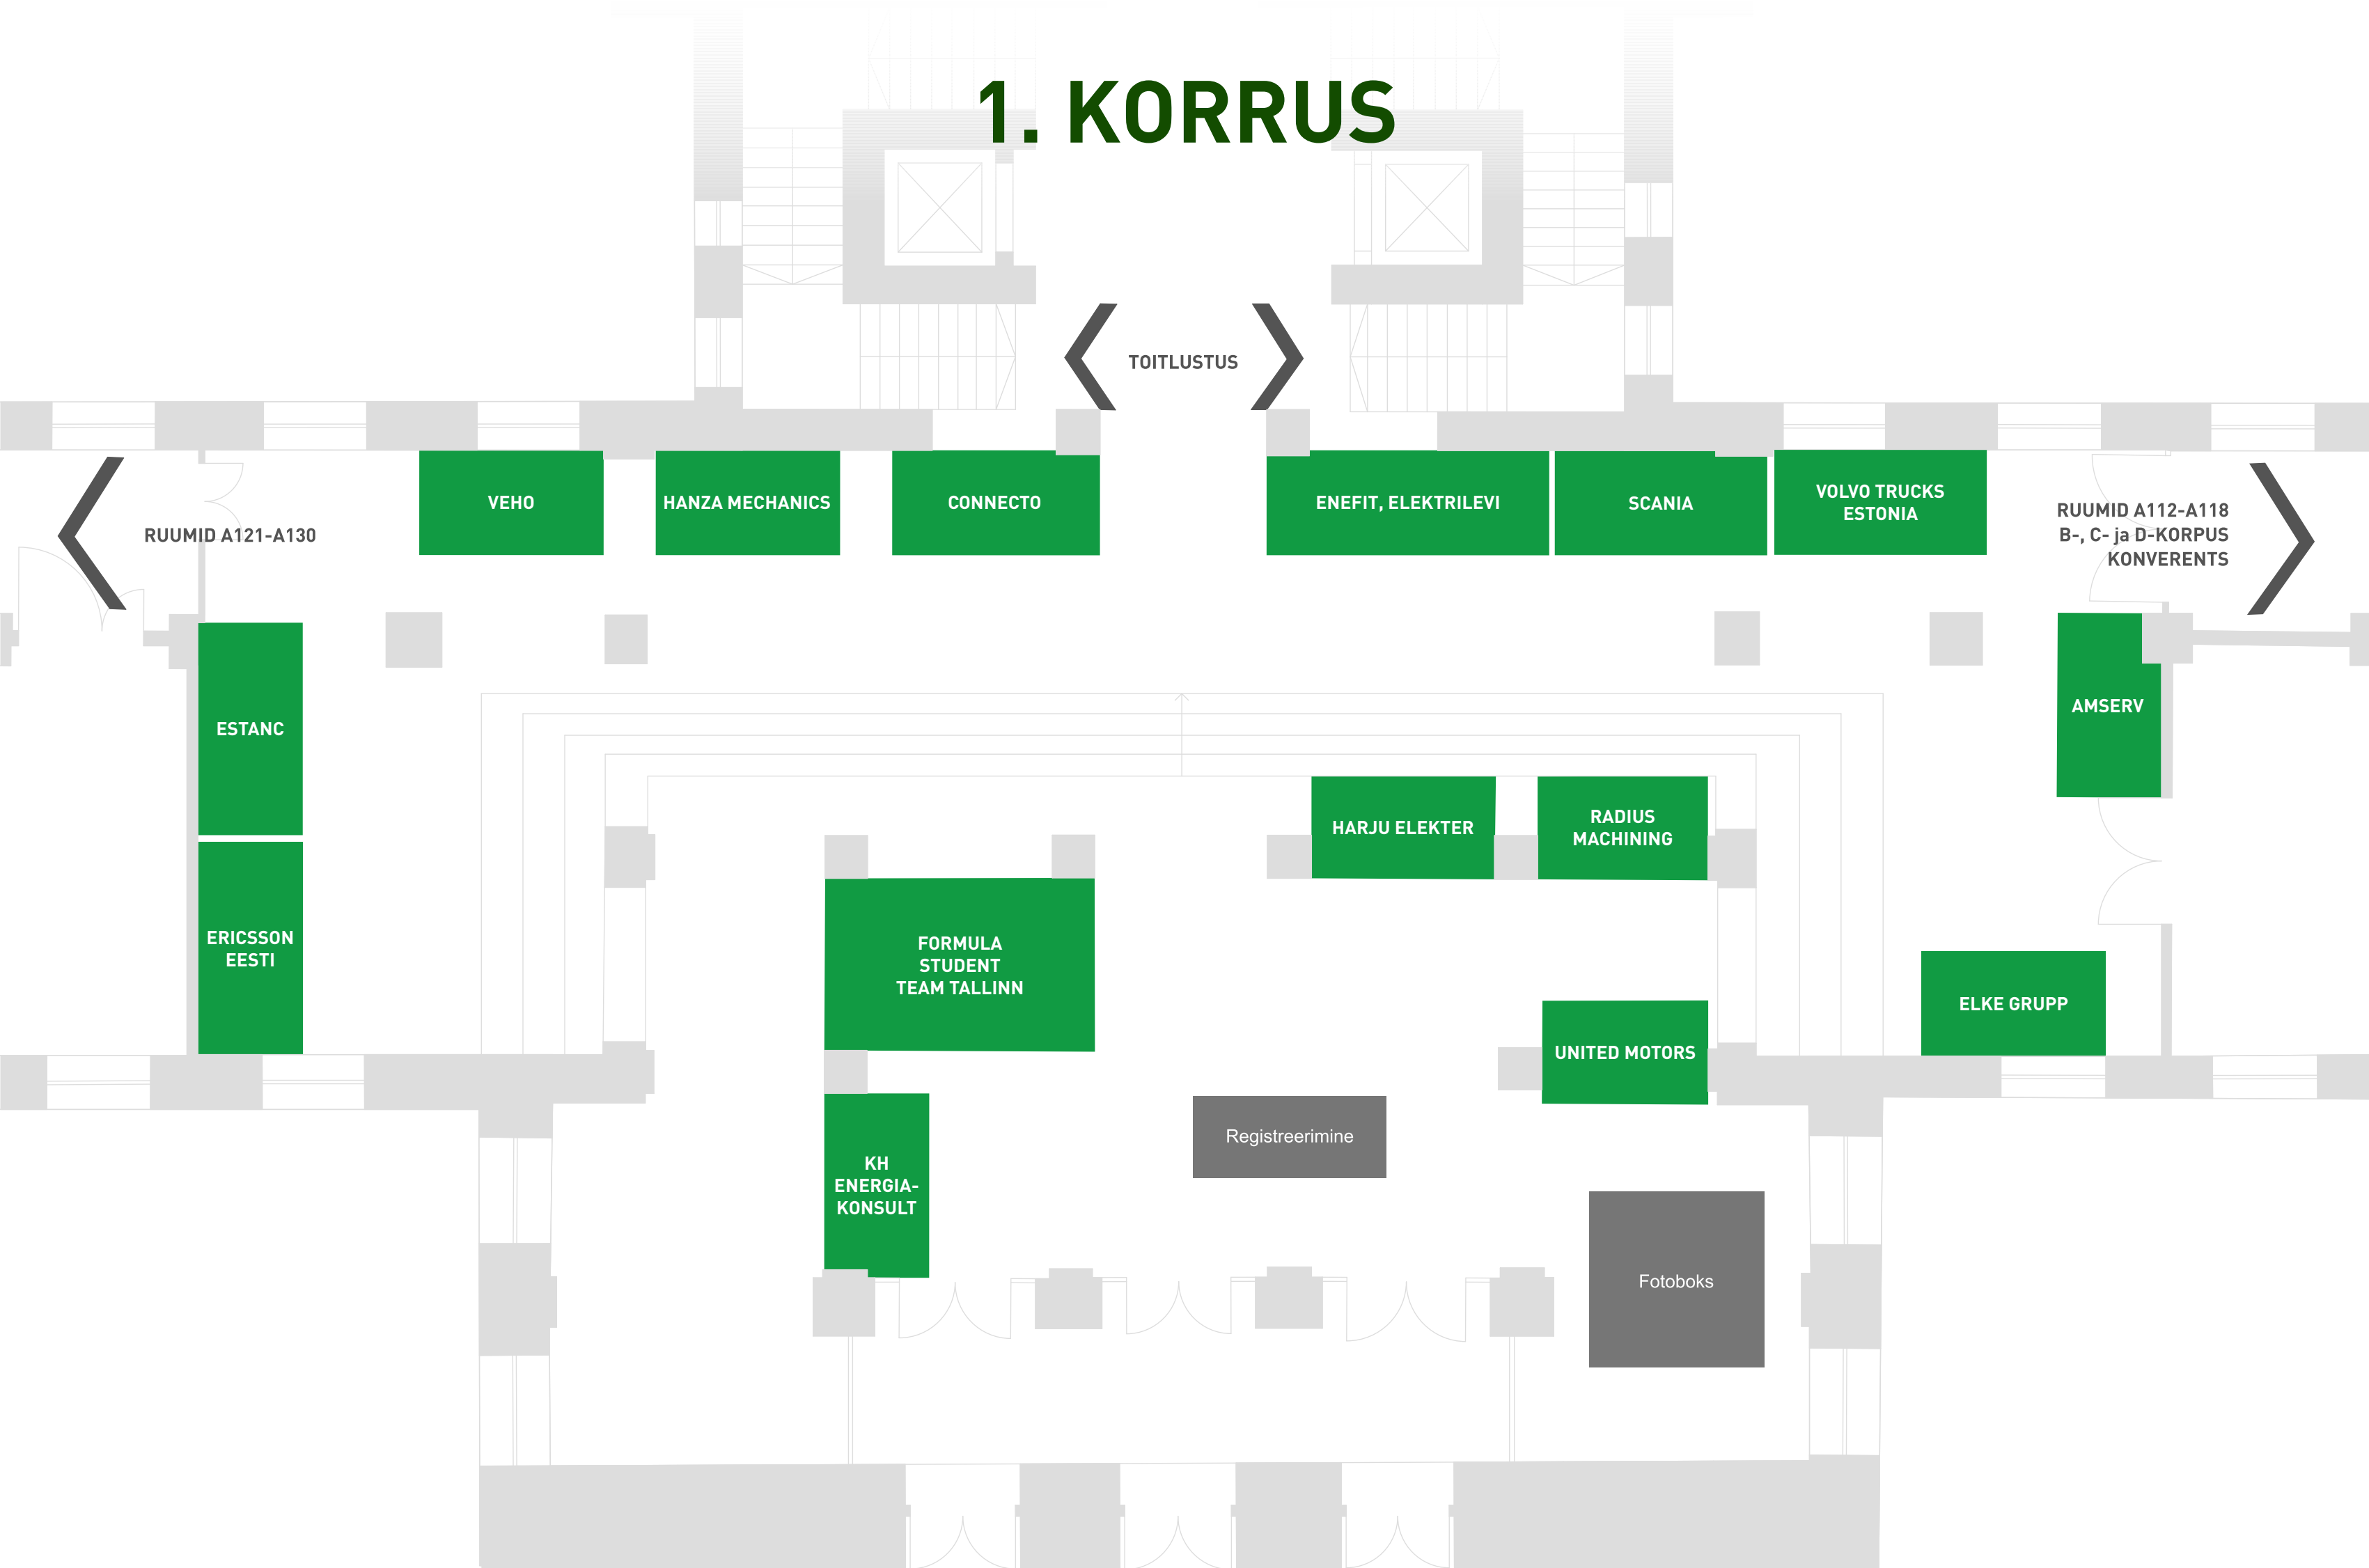 1. KORRUS
TOITLUSTUS
VEHO
HANZA MECHANICS
CONNECTO
ENEFIT, ELEKTRILEVI
SCANIA
VOLVO TRUCKS
ESTONIA
RUUMID A121-A130
RUUMID A112-A118
B-, C- ja D-KORPUS
KONVERENTS
ESTANC
AMSERV
HARJU ELEKTER
RADIUS
MACHINING
ERICSSON
EESTI
FORMULA
STUDENT
TEAM TALLINN
ELKE GRUPP
UNITED MOTORS
Registreerimine
KH
ENERGIA-
KONSULT
Fotoboks